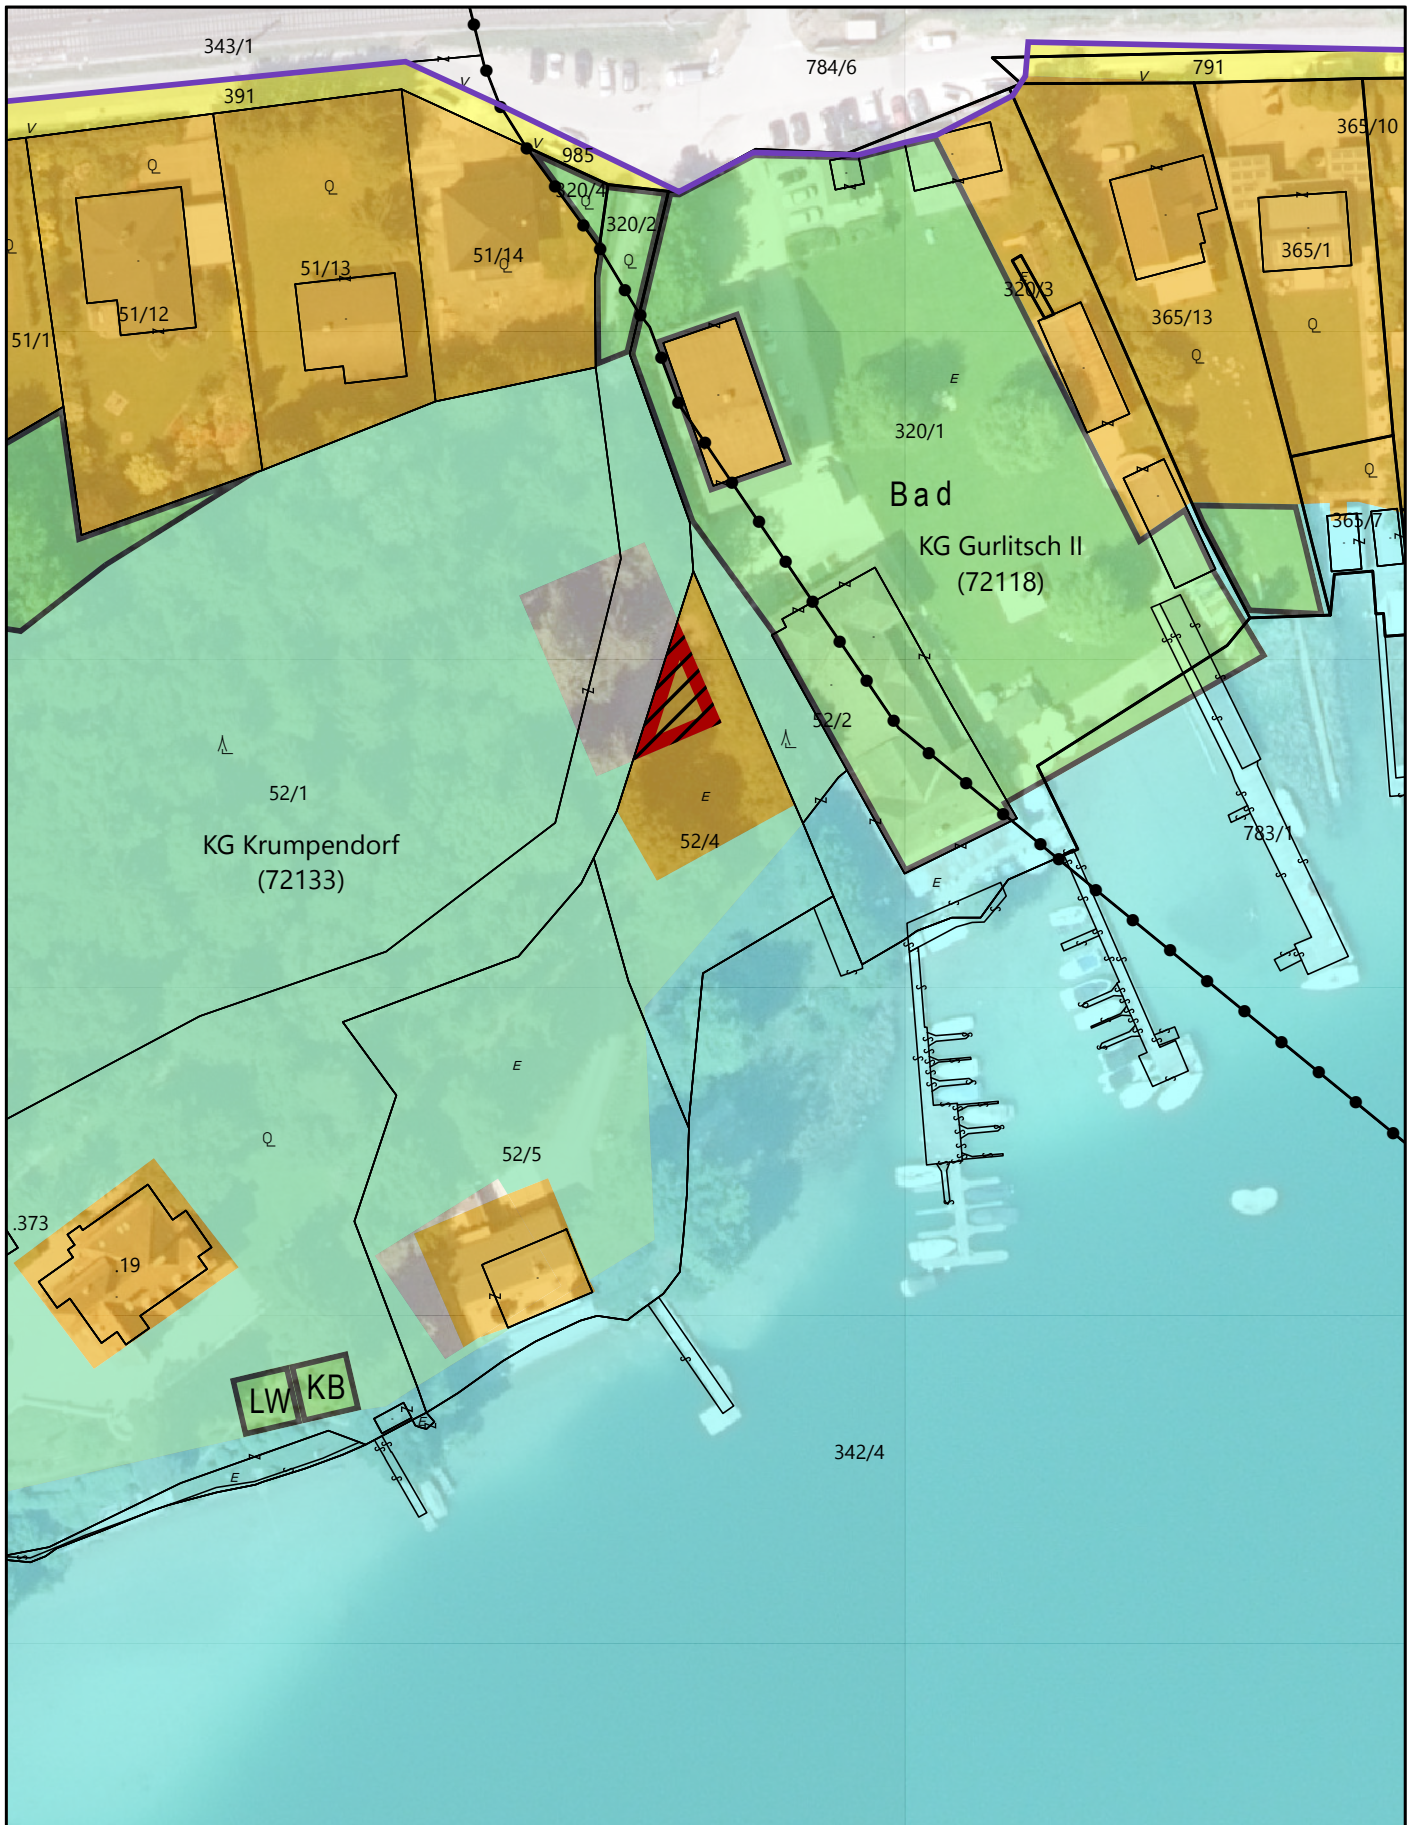 343/1
784/6
791
391
V
V
V
V
985
365/10
Q
Q
320/4
Q
320/2
Q
51/14
Q
51/13
51/12
51/1
365/1
320/3
E
365/13
Q
Q
E
320/1
Q
Bad
365/7
KG Gurlitsch II
(72118)
52/2
52/1
E
52/4
783/1
KG Krumpendorf
(72133)
E
E
Q
52/5
.373
.19
LW
KB
E
E
342/4